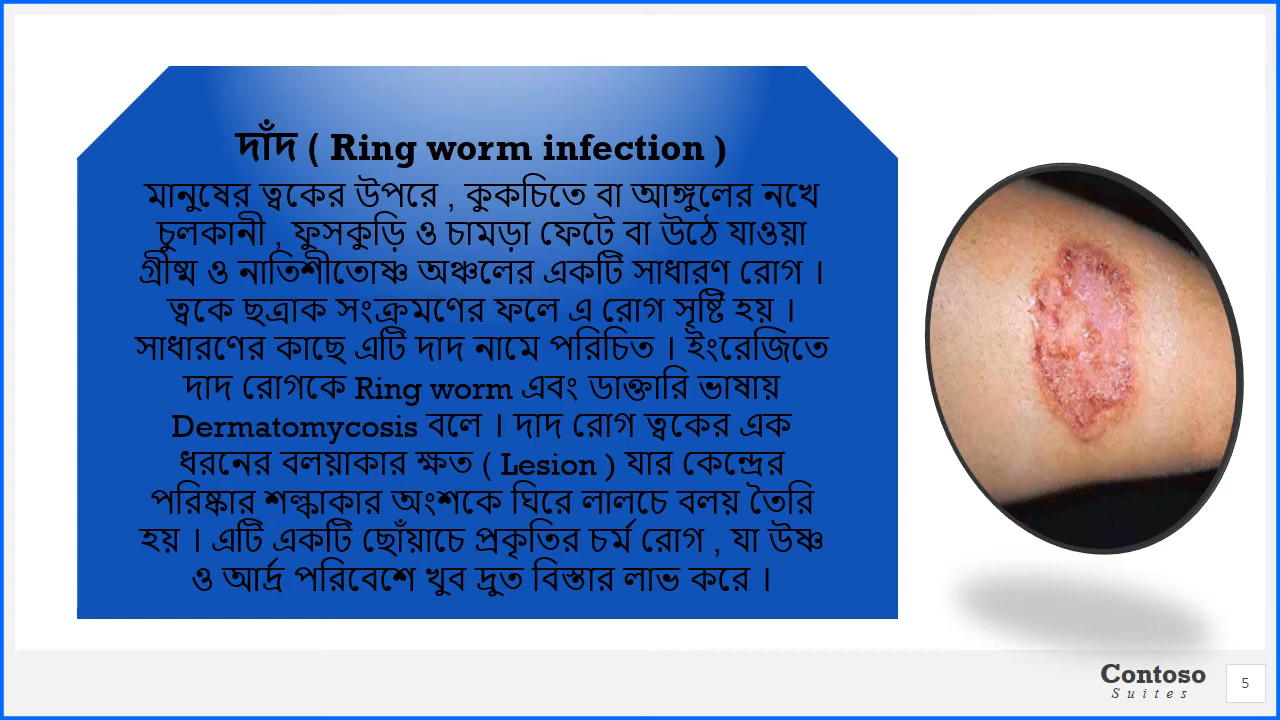 দাঁদ ( Ring worm infection )
মানুষের ত্বকের উপরে , কুকচিতে বা আঙ্গুলের নখে
চুলকানী , ফুসকুড়ি ও চামড়া ফেটে বা উঠে যাওয়া
গ্রীষ্ম ও নাতিশীতোষ্ণ অঞ্চলের একটি সাধারণ রোগ ।
ত্বকে ছত্রাক সংক্রমণের ফলে এ রোগ সৃষ্টি হয় ।
সাধারণের কাছে এটি দাদ নামে পরিচিত । ইংরেজিতে
দাদ রোগকে Ring worm এবং ডাক্তারি ভাষায়
Dermatomycosis বলে । দাদ রোগ ত্বকের এক
ধরনের বলয়াকার ক্ষত ( Lesion ) যার কেন্দ্রের
পরিষ্কার শল্কাকার অংশকে ঘিরে লালচে বলয় তৈরি
হয় । এটি একটি ছোঁয়াচে প্রকৃতির চর্ম রোগ , যা উষ্ণ
ও আর্দ্র পরিবেশে খুব দ্রুত বিস্তার লাভ করে ।
Contoso
Suites
5